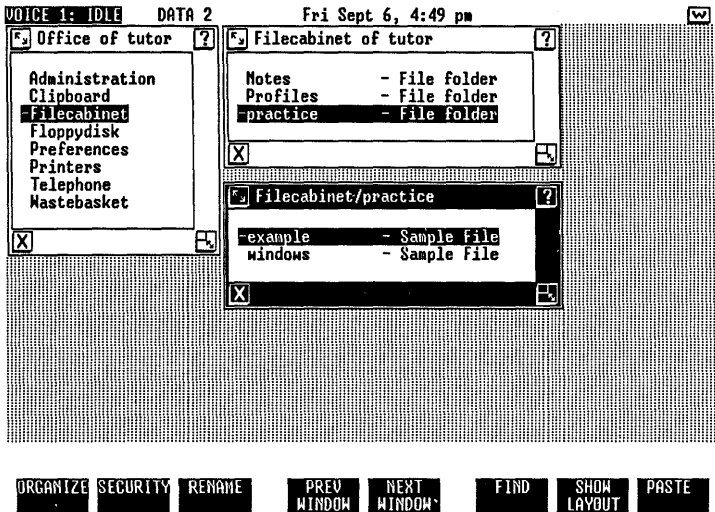 VOICE 1: IDLE DATA 2 Fri Sept 6, 4:49 pm W
Office of tutor ?
Administration
Clipboard
-Filecabinet
Floppydisk
Preferences
Printers
Telephone
Wastebasket
X
Filecabinet of tutor ?
Notes - File folder
Profiles - File folder
-practice - File folder
X
Filecabinet/practice ?
-example - Sample File
windows - Sample File
X
ORGANIZE SECURITY RENAME PREV WINDOW NEXT WINDOW FIND SHOW LAYOUT PASTE